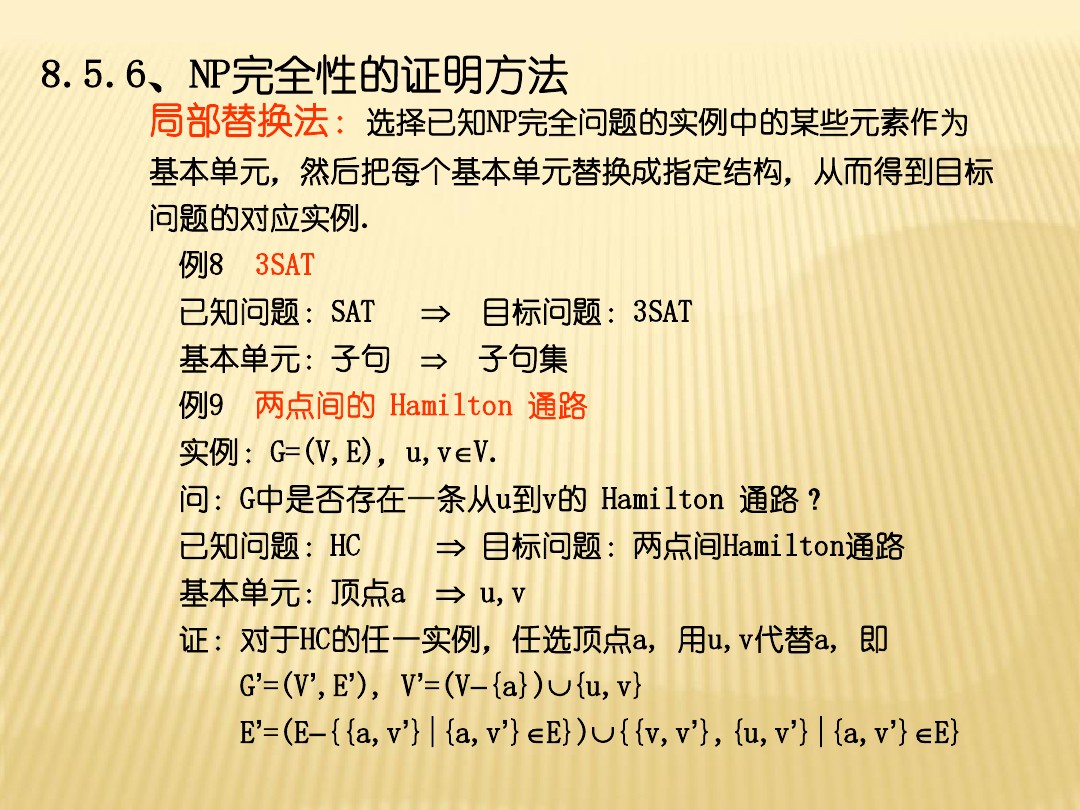 8.5.6、NP完全性的证明方法
局部替换法：选择已知NP完全问题的实例中的某些元素作为
基本单元，然后把每个基本单元替换成指定结构，从而得到目标
问题的对应实例.
例8 3SAT
已知问题：SAT ⇒ 目标问题：3SAT
基本单元：子句 ⇒ 子句集
例9 两点间的 Hamilton 通路
实例：G=(V,E)，u,v∈V.
问：G中是否存在一条从u到v的 Hamilton 通路？
已知问题：HC ⇒ 目标问题：两点间Hamilton通路
基本单元：顶点a ⇒ u,v
证：对于HC的任一实例，任选顶点a，用u,v代替a，即
G’=(V’,E’)，V’=(V−{a})∪{u,v}
E’=(E−{{a,v’}|{a,v’}∈E})∪{{v,v’},{u,v’}|{a,v’}∈E}